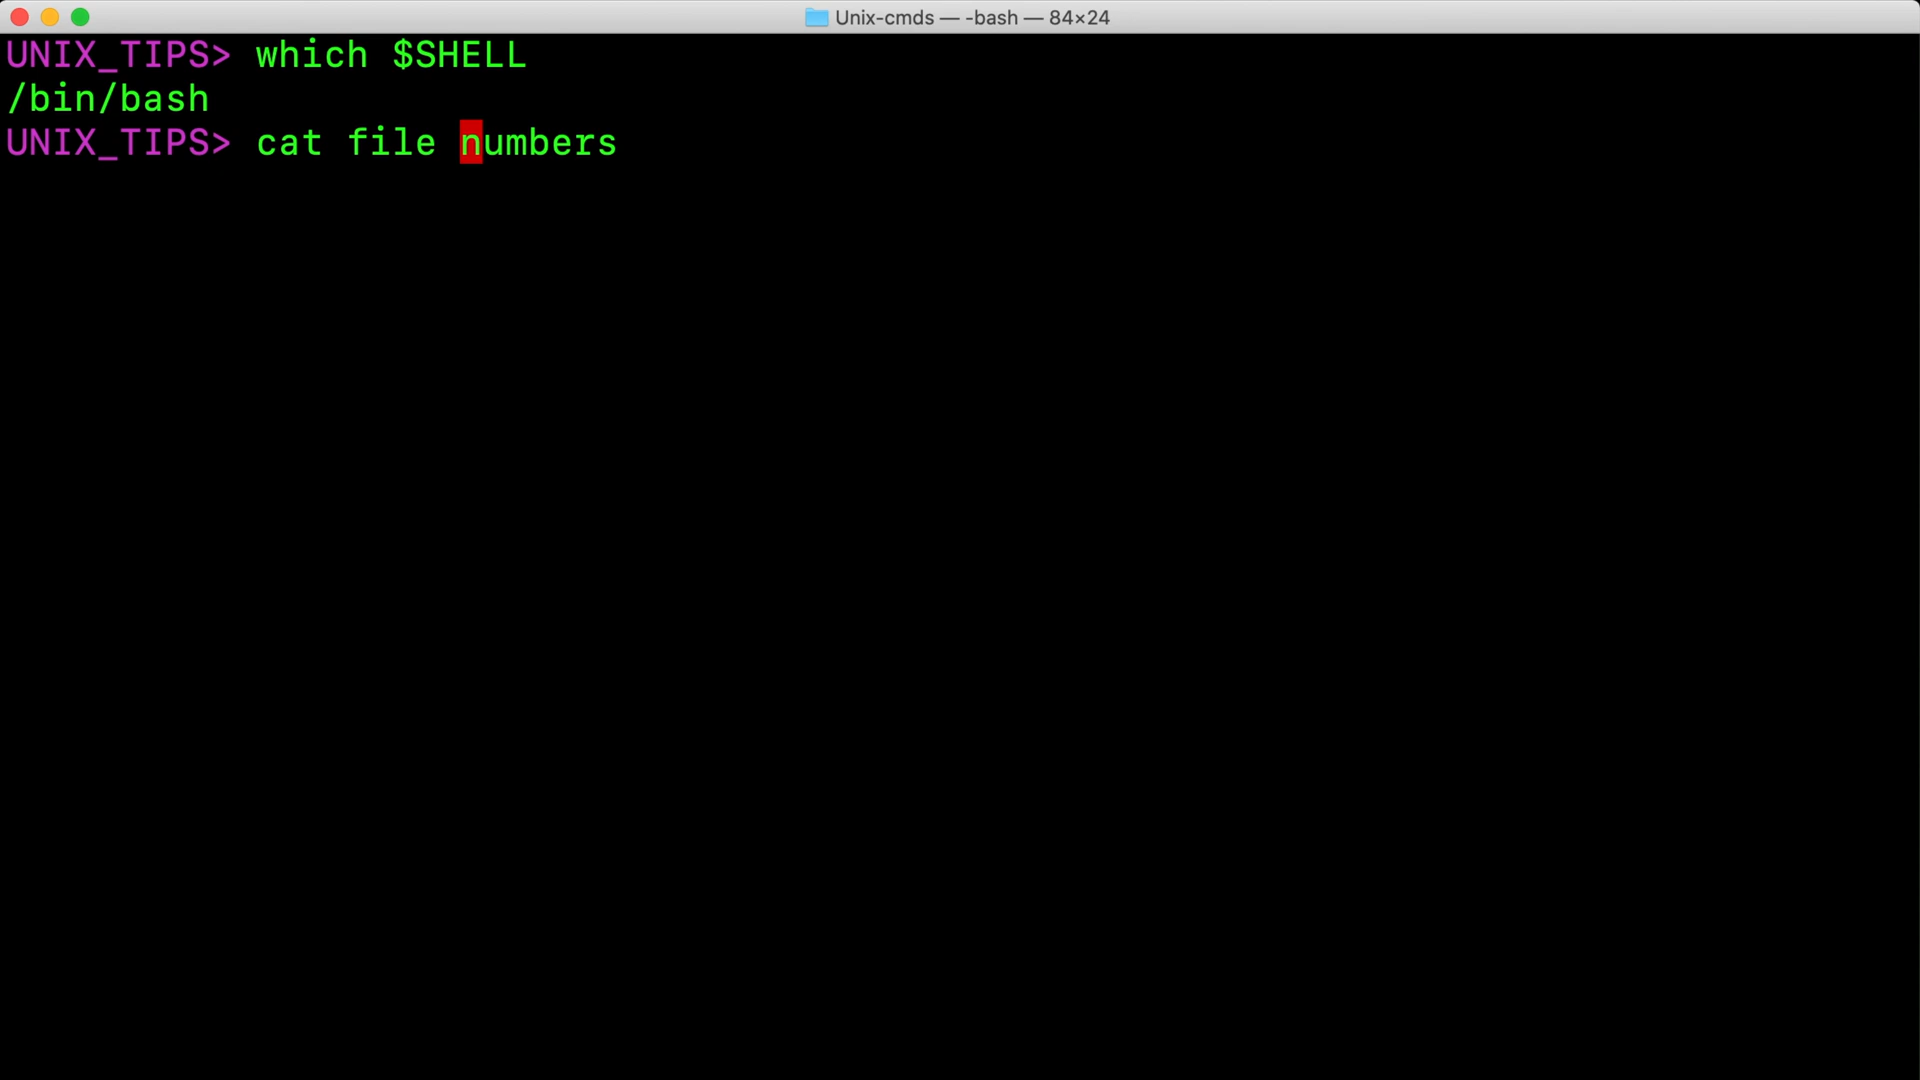 Unix-cmds — -bash — 84×24
UNIX_TIPS> which $SHELL
/bin/bash
UNIX_TIPS> cat file numbers